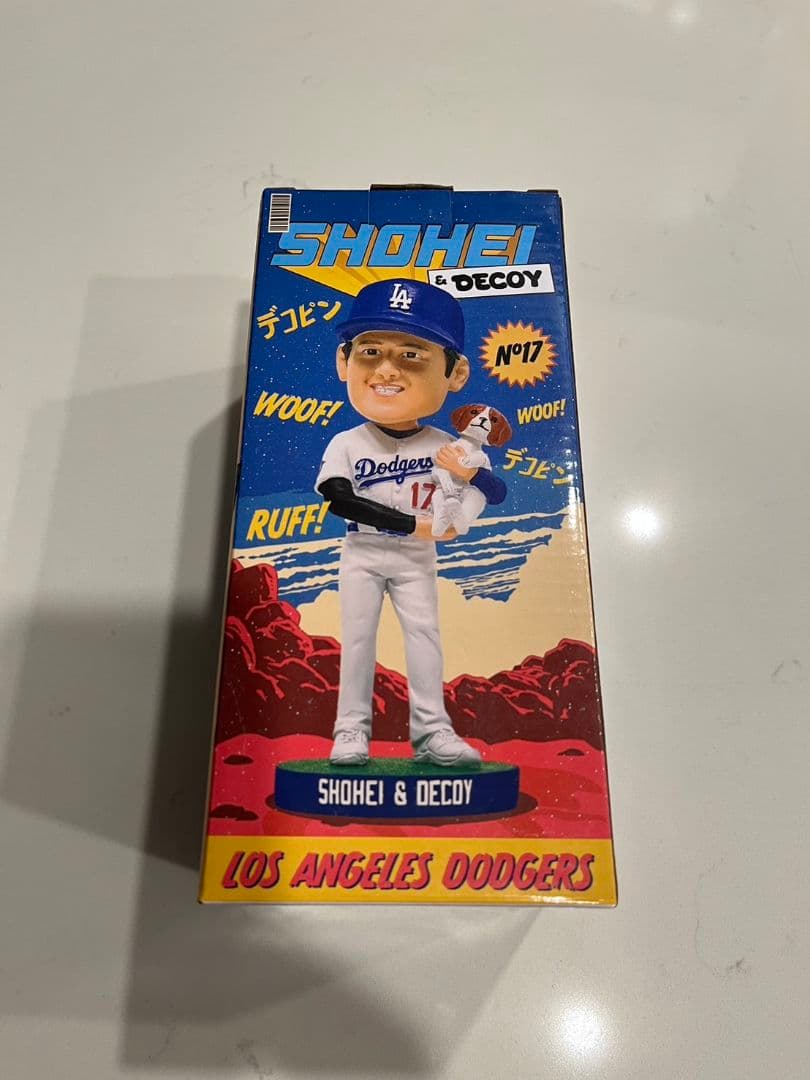 SHOHEI
& DECOY
デコピン
LA
Nº17
WOOF!
WOOF!
デコピン
Dodgers
17
RUFF!
SHOHEI & DECOY
LOS ANGELES DODGERS